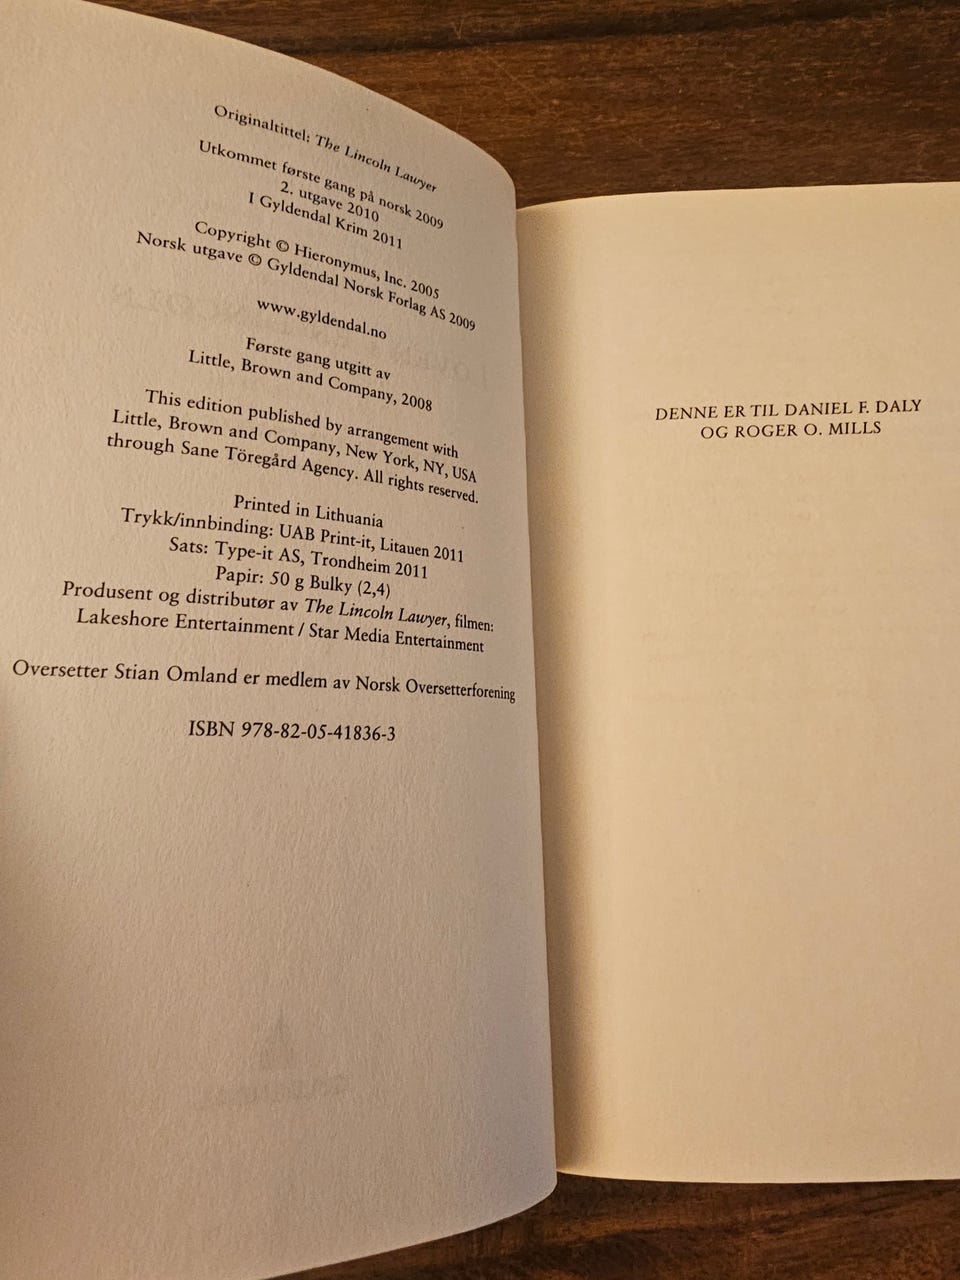 Originaltittel: The Lincoln Lawyer
Utkommet første gang på norsk 2009
2. utgave 2010
I Gyldendal Krim 2011
Copyright © Hieronymus, Inc. 2005
Norsk utgave © Gyldendal Norsk Forlag AS 2009
www.gyldendal.no
Første gang utgitt av
Little, Brown and Company, 2008
This edition published by arrangement with
Little, Brown and Company, New York, NY, USA
through Sane Töregård Agency. All rights reserved.
Printed in Lithuania
Trykk/innbinding: UAB Print-it, Litauen 2011
Sats: Type-it AS, Trondheim 2011
Papir: 50 g Bulky (2,4)
Produsent og distributør av The Lincoln Lawyer, filmen:
Lakeshore Entertainment / Star Media Entertainment
Oversetter Stian Omland er medlem av Norsk Oversetterforening
ISBN 978-82-05-41836-3
DENNE ER TIL DANIEL F. DALY
OG ROGER O. MILLS